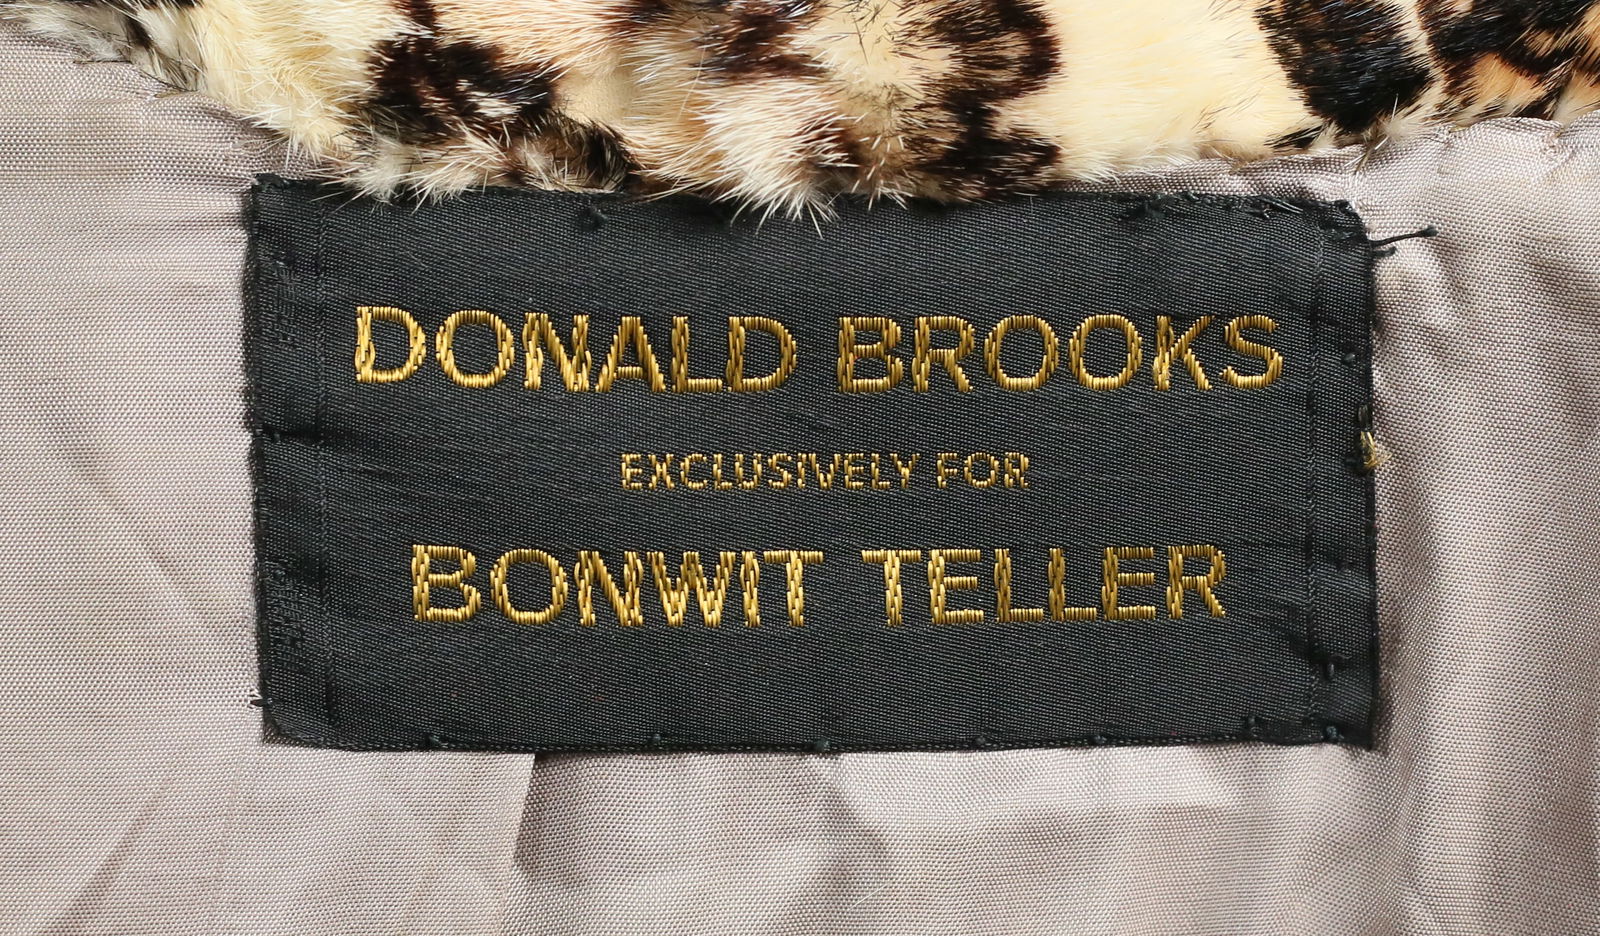 DONALD BROOKS
EXCLUSIVELY FOR
BONWIT TELLER